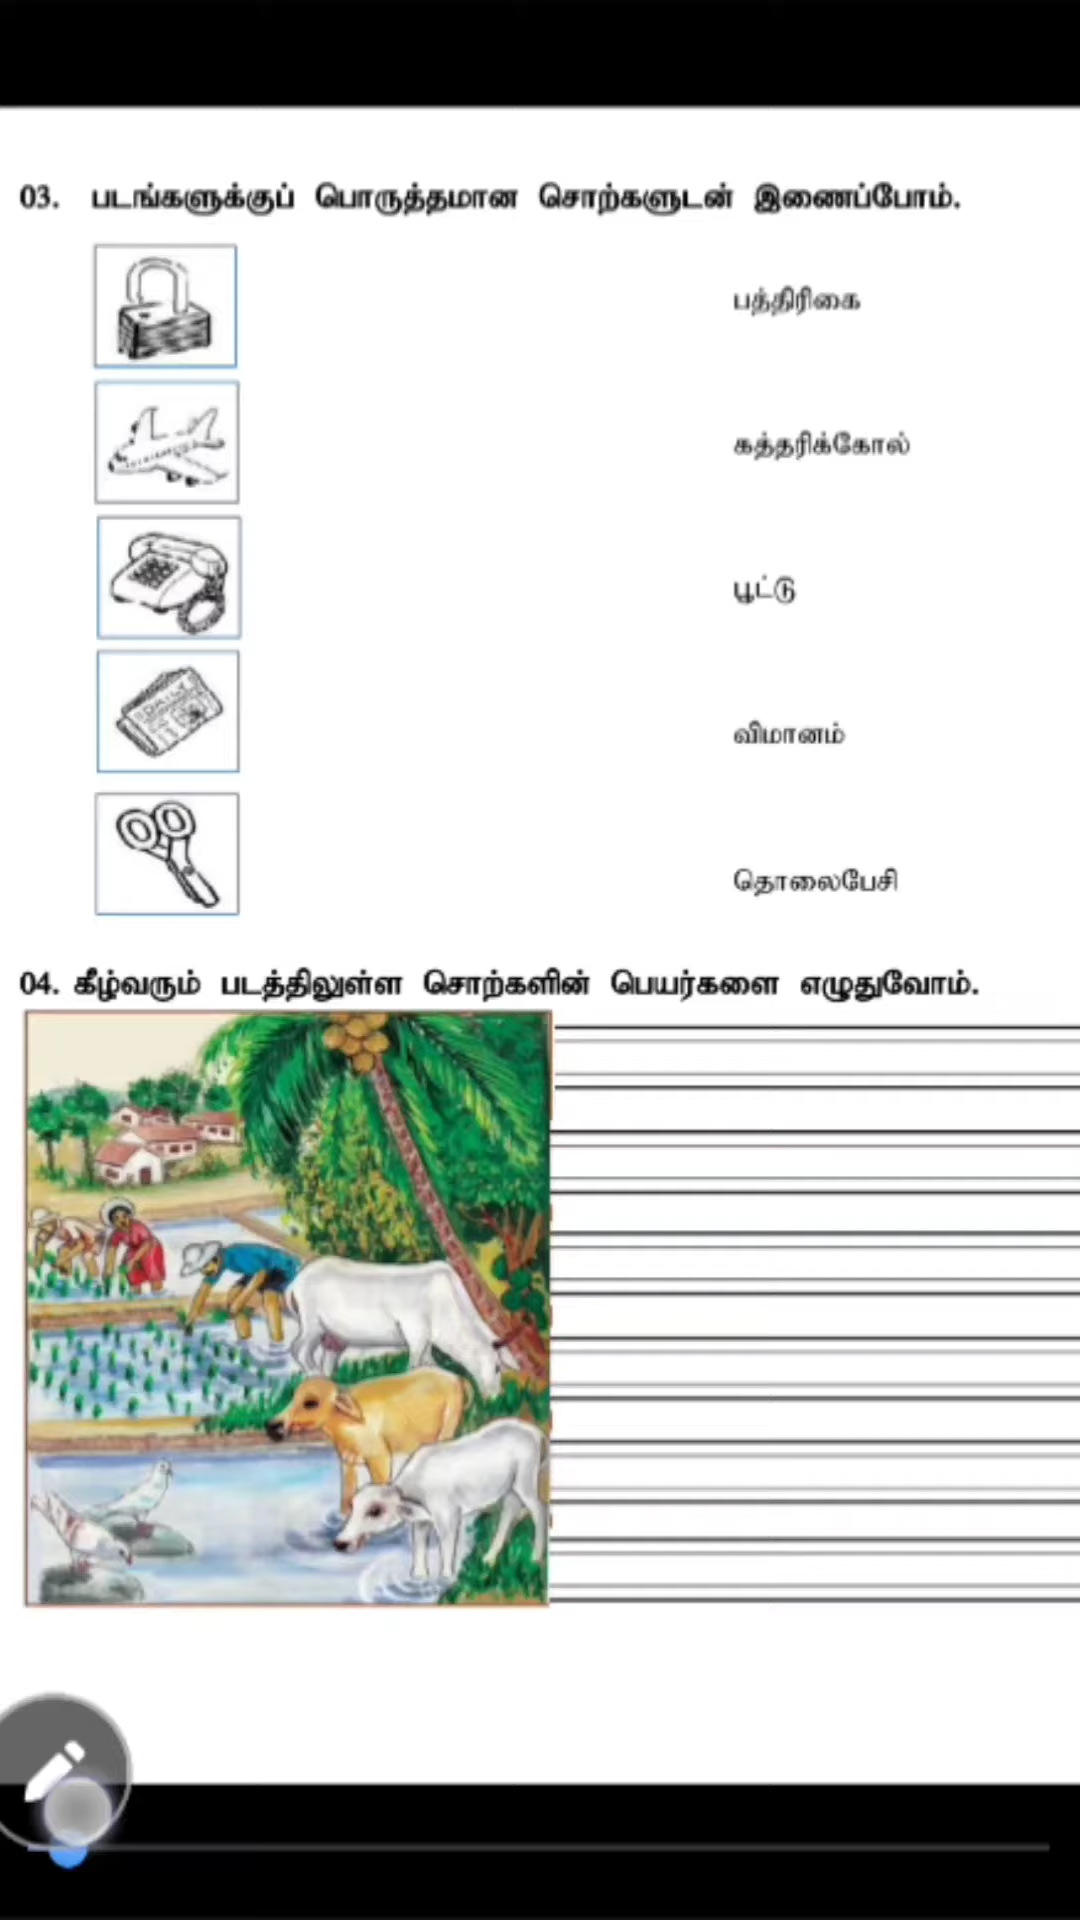 03. படங்களுக்குப் பொருத்தமான சொற்களுடன் இணைப்போம்.
பத்திரிகை
கத்தரிக்கோல்
பூட்டு
விமானம்
தொலைபேசி
04. கீழ்வரும் படத்திலுள்ள சொற்களின் பெயர்களை எழுதுவோம்.